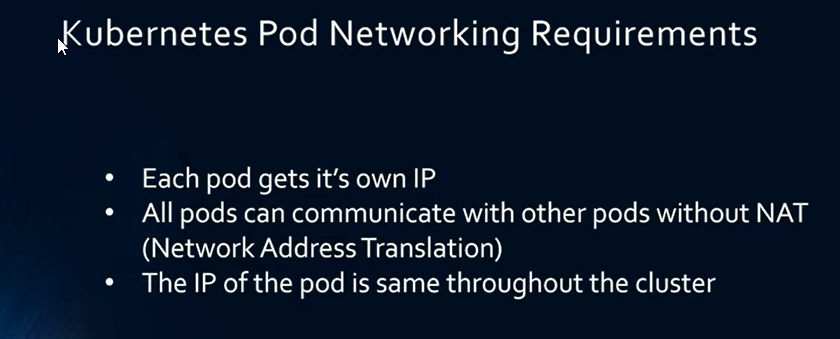 Kubernetes Pod Networking Requirements
• Each pod gets it’s own IP
• All pods can communicate with other pods without NAT
(Network Address Translation)
• The IP of the pod is same throughout the cluster